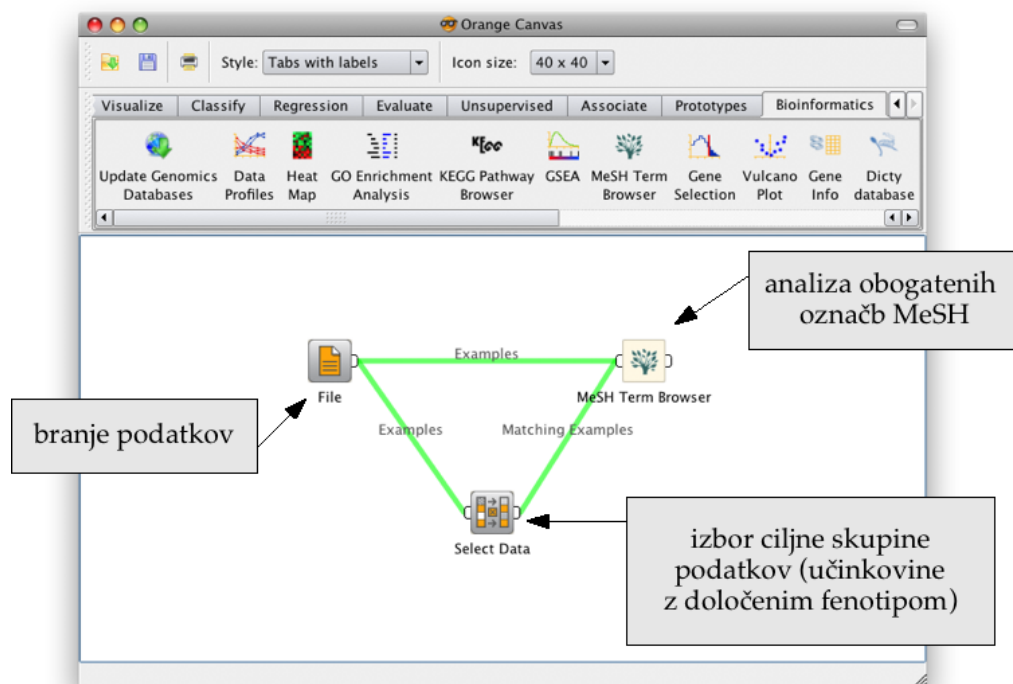 Orange Canvas
Style: Tabs with labels Icon size: 40 x 40
Visualize Classify Regression Evaluate Unsupervised Associate Prototypes Bioinformatics
Update Genomics Databases
Data Profiles
Heat Map
GO Enrichment Analysis
KEGG
KEGG Pathway Browser
GSEA
MeSH Term Browser
Gene Selection
Vulcano Plot
Gene Info
Dicty database
analiza obogatenih
označb MeSH
Examples
File
MeSH Term Browser
branje podatkov
Examples
Matching Examples
Select Data
izbor ciljne skupine
podatkov (učinkovine
z določenim fenotipom)